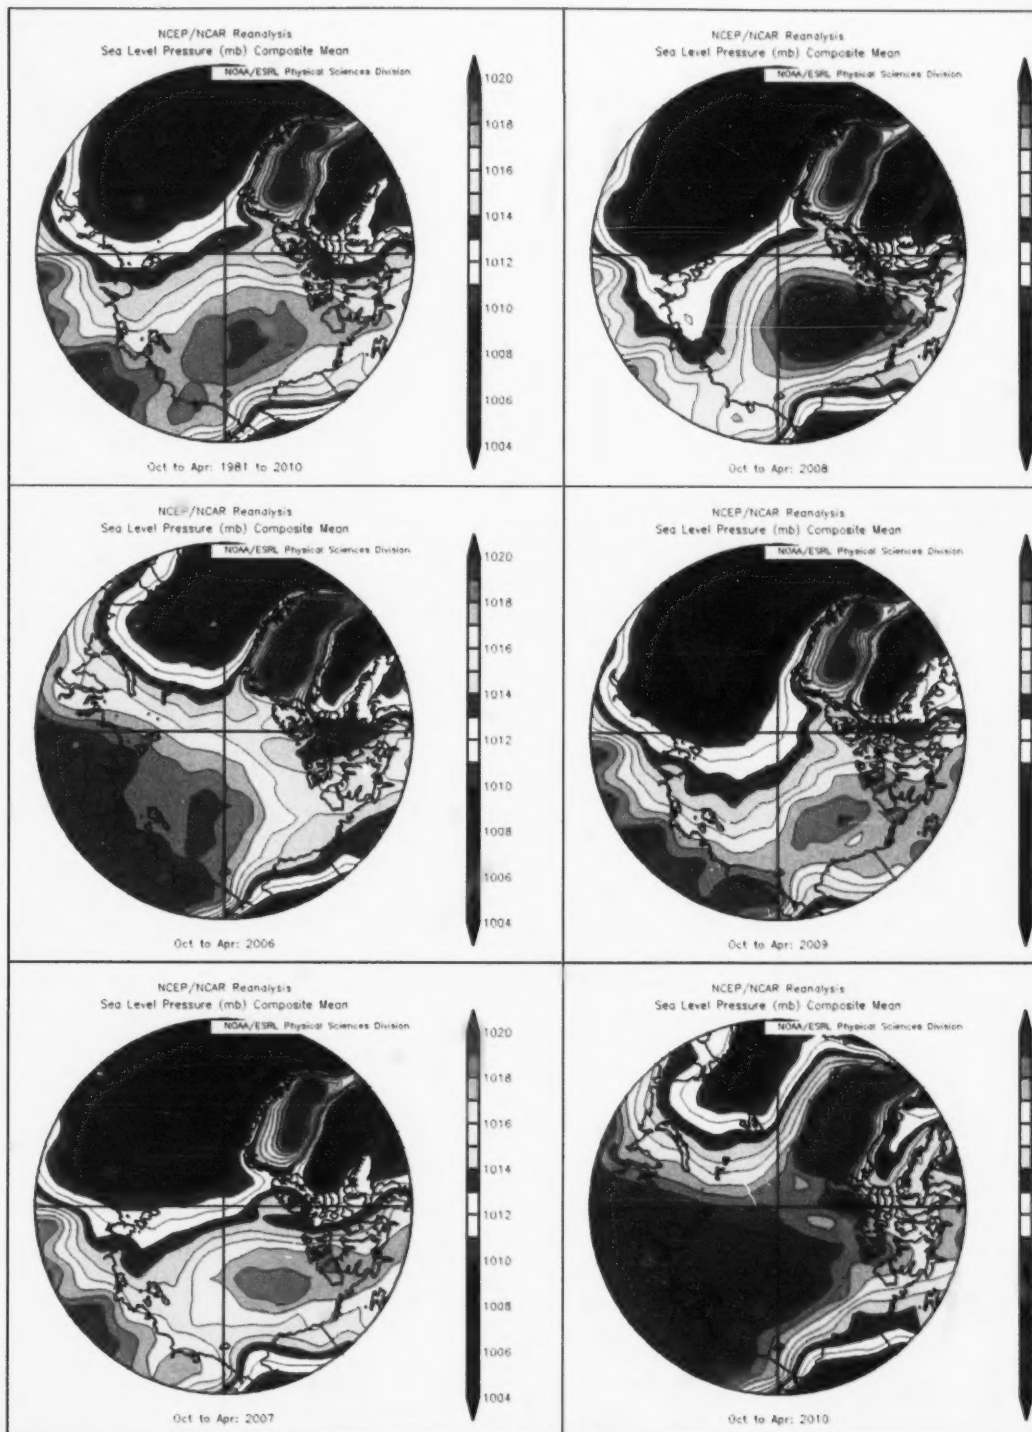 NCEP/NCAR Reanalysis
Sea Level Pressure (mb) Composite Mean
NOAA/ESRL Physical Sciences Division
1020
1018
1016
1014
1012
1010
1008
1006
1004
Oct to Apr: 1981 to 2010
NCEP/NCAR Reanalysis
Sea Level Pressure (mb) Composite Mean
NOAA/ESRL Physical Sciences Division
Oct to Apr: 2008
NCEP/NCAR Reanalysis
Sea Level Pressure (mb) Composite Mean
NOAA/ESRL Physical Sciences Division
1020
1018
1016
1014
1012
1010
1008
1006
1004
Oct to Apr: 2006
NCEP/NCAR Reanalysis
Sea Level Pressure (mb) Composite Mean
NOAA/ESRL Physical Sciences Division
Oct to Apr: 2009
NCEP/NCAR Reanalysis
Sea Level Pressure (mb) Composite Mean
NOAA/ESRL Physical Sciences Division
1020
1018
1016
1014
1012
1010
1008
1006
1004
Oct to Apr: 2007
NCEP/NCAR Reanalysis
Sea Level Pressure (mb) Composite Mean
NOAA/ESRL Physical Sciences Division
Oct to Apr: 2010